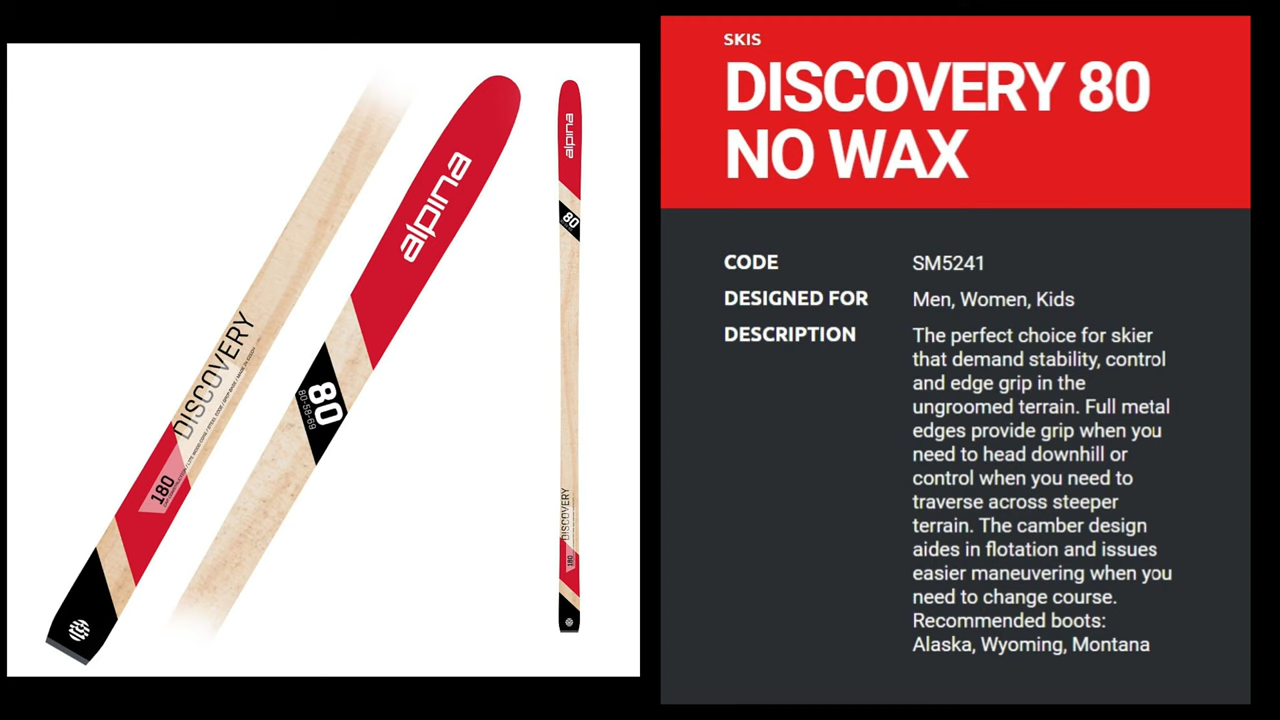 alpina
80
80-58-69
DISCOVERY
180
alpina
80
DISCOVERY
180
SKIS
DISCOVERY 80
NO WAX
CODE SM5241
DESIGNED FOR Men, Women, Kids
DESCRIPTION The perfect choice for skier
that demand stability, control
and edge grip in the
ungroomed terrain. Full metal
edges provide grip when you
need to head downhill or
control when you need to
traverse across steeper
terrain. The camber design
aides in flotation and issues
easier maneuvering when you
need to change course.
Recommended boots:
Alaska, Wyoming, Montana